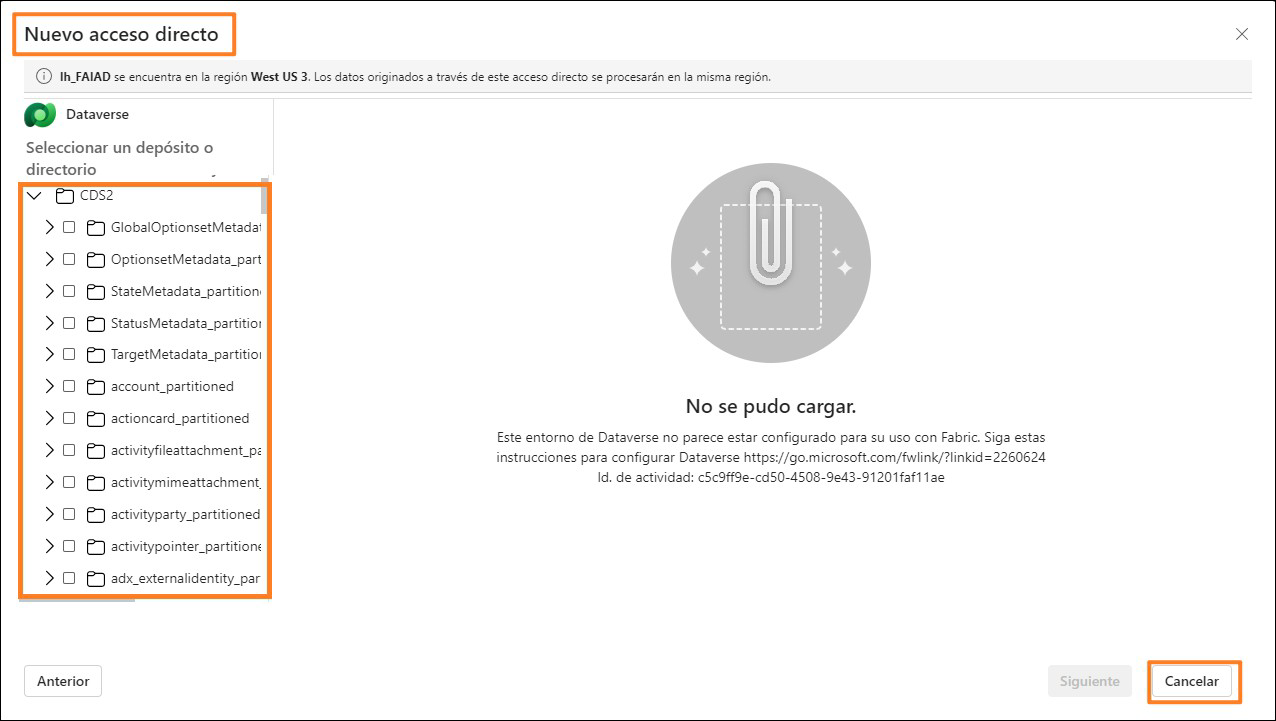 Nuevo acceso directo
lh_FAIAD se encuentra en la región West US 3. Los datos originados a través de este acceso directo se procesarán en la misma región.
Dataverse
Seleccionar un depósito o
directorio
CDS2
GlobalOptionsetMetadat
OptionsetMetadata_part
StateMetadata_partition
StatusMetadata_partition
TargetMetadata_partition
account_partitioned
actioncard_partitioned
activityfileattachment_pa
activitymimeattachment_
activityparty_partitioned
activitypointer_partitione
adx_externalidentity_par
No se pudo cargar.
Este entorno de Dataverse no parece estar configurado para su uso con Fabric. Siga estas
instrucciones para configurar Dataverse https://go.microsoft.com/fwlink/?linkid=2260624
Id. de actividad: c5c9ff9e-cd50-4508-9e43-91201faf11ae
Anterior
Siguiente
Cancelar